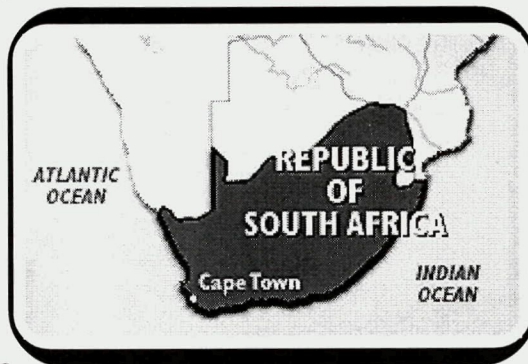 ATLANTIC
OCEAN
REPUBLIC
OF
SOUTH AFRICA
Cape Town
INDIAN
OCEAN